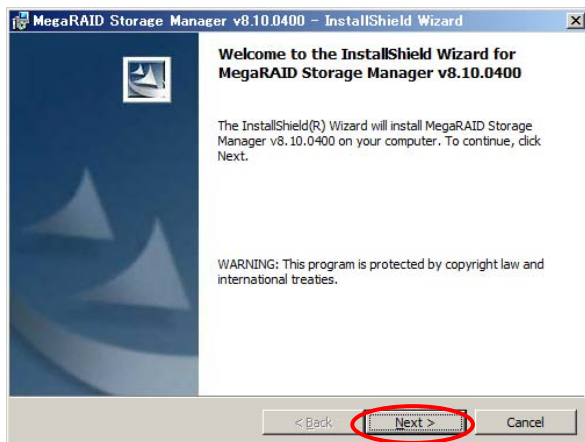 MegaRAID Storage Manager v8.10.0400 - InstallShield Wizard
Welcome to the InstallShield Wizard for
MegaRAID Storage Manager v8.10.0400
The InstallShield(R) Wizard will install MegaRAID Storage
Manager v8.10.0400 on your computer. To continue, click
Next.
WARNING: This program is protected by copyright law and
international treaties.
< Back
Next >
Cancel